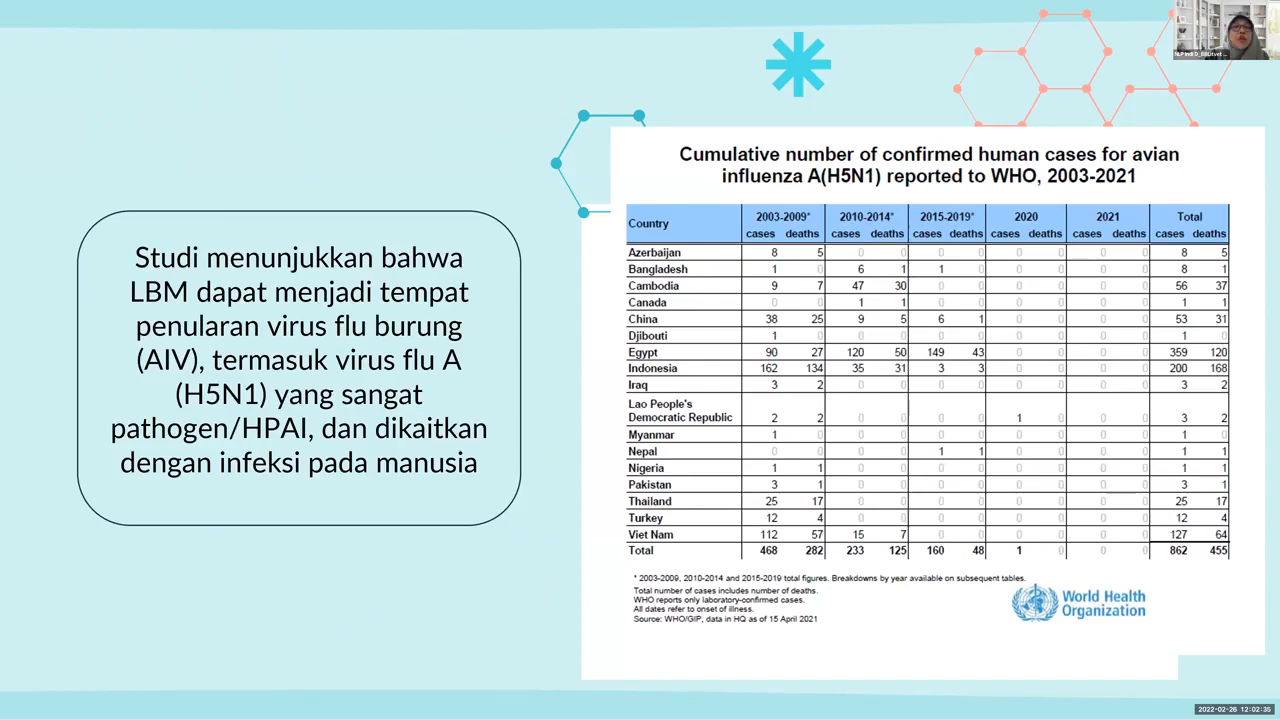 Studi menunjukkan bahwa
LBM dapat menjadi tempat
penularan virus flu burung
(AIV), termasuk virus flu A
(H5N1) yang sangat
pathogen/HPAI, dan dikaitkan
dengan infeksi pada manusia
Cumulative number of confirmed human cases for avian
influenza A(H5N1) reported to WHO, 2003-2021
Country 2003-2009* 2010-2014* 2015-2019* 2020 2021 Total
cases deaths cases deaths cases deaths cases deaths cases deaths cases deaths
Azerbaijan 8 5 0 0 0 0 0 0 0 0 8 5
Bangladesh 1 0 6 1 1 0 0 0 0 0 8 1
Cambodia 9 7 47 30 0 0 0 0 0 0 56 37
Canada 0 0 1 1 0 0 0 0 0 0 1 1
China 38 25 9 5 6 1 0 0 0 0 53 31
Djibouti 1 0 0 0 0 0 0 0 0 0 1 0
Egypt 90 27 120 50 149 43 0 0 0 0 359 120
Indonesia 162 134 35 31 3 3 0 0 0 0 200 168
Iraq 3 2 0 0 0 0 0 0 0 0 3 2
Lao People's
Democratic Republic 2 2 0 0 0 0 1 0 0 0 3 2
Myanmar 1 0 0 0 0 0 0 0 0 0 1 0
Nepal 0 0 0 0 1 1 0 0 0 0 1 1
Nigeria 1 1 0 0 0 0 0 0 0 0 1 1
Pakistan 3 1 0 0 0 0 0 0 0 0 3 1
Thailand 25 17 0 0 0 0 0 0 0 0 25 17
Turkey 12 4 0 0 0 0 0 0 0 0 12 4
Viet Nam 112 57 15 7 0 0 0 0 0 0 127 64
Total 468 282 233 125 160 48 1 0 0 0 862 455
* 2003-2009, 2010-2014 and 2015-2019 total figures. Breakdowns by year available on subsequent tables.
Total number of cases includes number of deaths.
WHO reports only laboratory-confirmed cases.
All dates refer to onset of illness.
Source: WHO/GIP, data in HQ as of 15 April 2021
World Health
Organization
2022-02-26 12:02:35